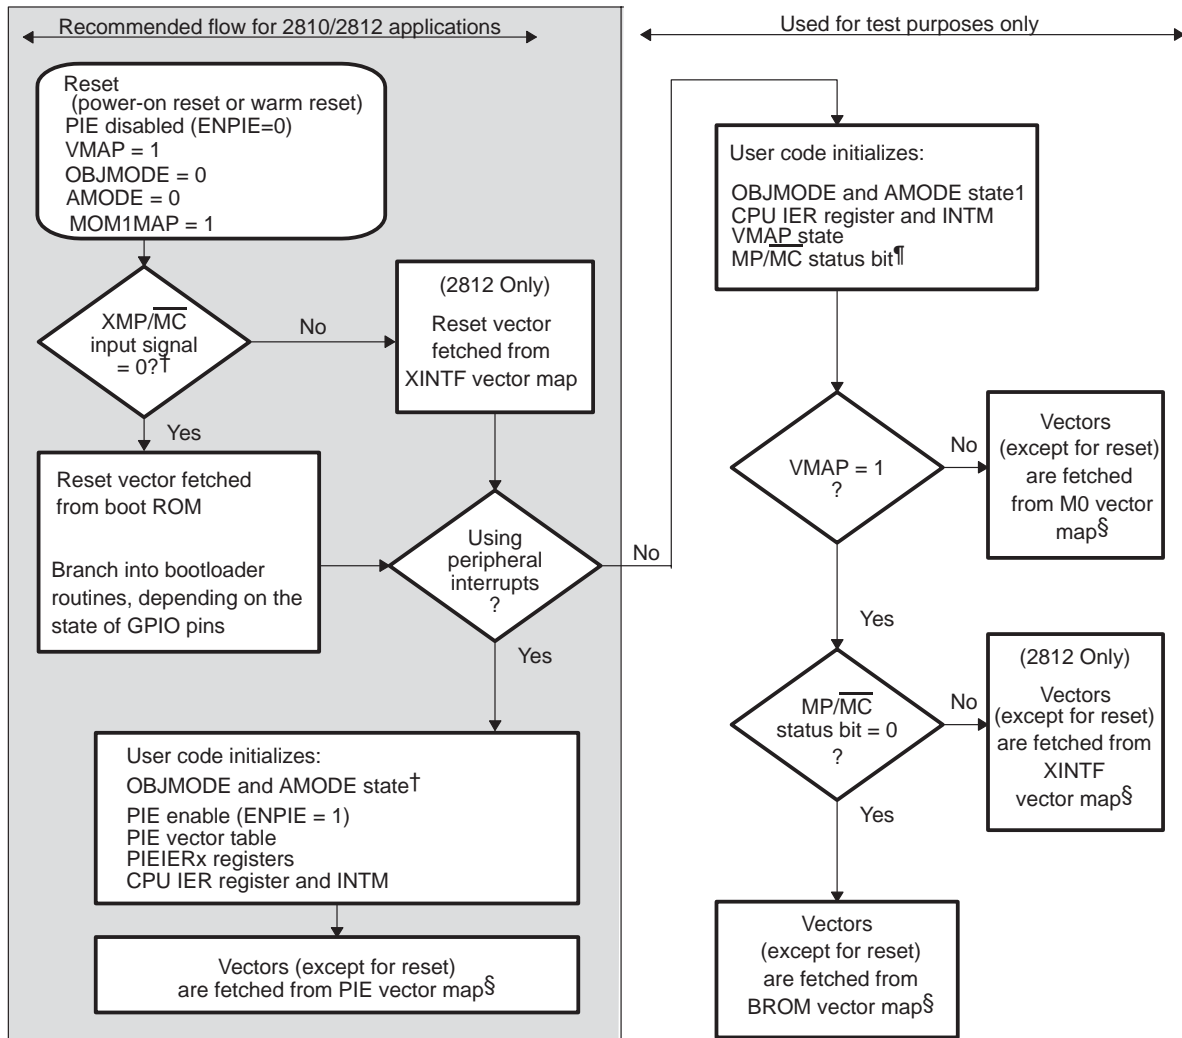 Recommended flow for 2810/2812 applications
Used for test purposes only
Reset
(power-on reset or warm reset)
PIE disabled (ENPIE=0)
VMAP = 1
OBJMODE = 0
AMODE = 0
MOM1MAP = 1
XMP/M̅C̅
input signal
= 0?†
No
Yes
(2812 Only)
Reset vector
fetched from
XINTF vector map
Reset vector fetched
from boot ROM
Branch into bootloader
routines, depending on the
state of GPIO pins
Using
peripheral
interrupts
?
No
Yes
User code initializes:
OBJMODE and AMODE state†
PIE enable (ENPIE = 1)
PIE vector table
PIEIERx registers
CPU IER register and INTM
Vectors (except for reset)
are fetched from PIE vector map§
User code initializes:
OBJMODE and AMODE state1
CPU IER register and INTM
VMAP state
MP/M̅C̅ status bit¶
VMAP = 1
?
No
Yes
Vectors
(except for reset)
are fetched
from M0 vector
map§
MP/M̅C̅
status bit = 0
?
No
Yes
(2812 Only)
Vectors
(except for reset)
are fetched from
XINTF
vector map§
Vectors
(except for reset)
are fetched from
BROM vector map§